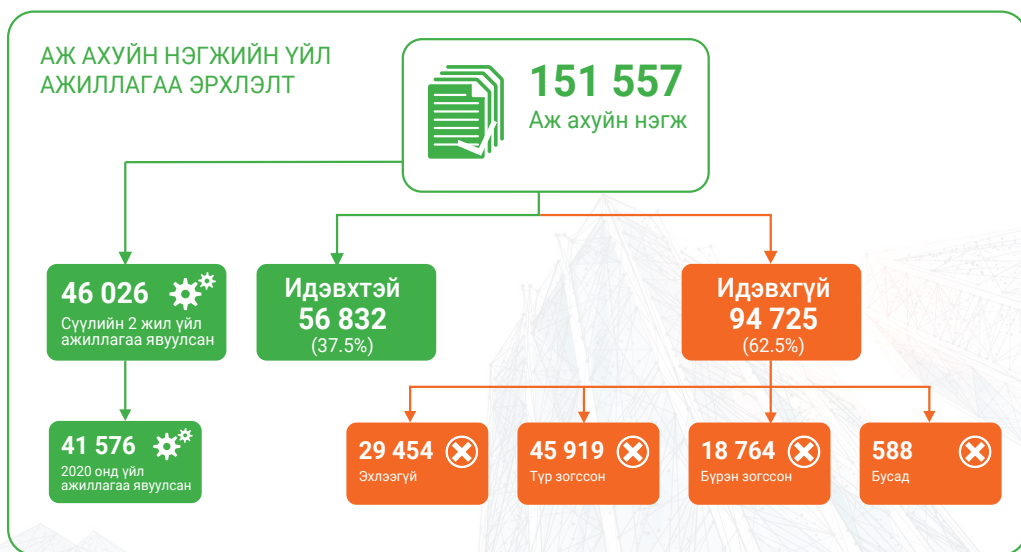 АЖ АХУЙН НЭГЖИЙН ҮЙЛ
АЖИЛЛАГАА ЭРХЛЭЛТ
151 557
Аж ахуйн нэгж
46 026
Сүүлийн 2 жил үйл
ажиллагаа явуулсан
Идэвхтэй
56 832
(37.5%)
Идэвхгүй
94 725
(62.5%)
41 576
2020 онд үйл
ажиллагаа явуулсан
29 454
Эхлээгүй
45 919
Түр зогссон
18 764
Бүрэн зогссон
588
Бусад